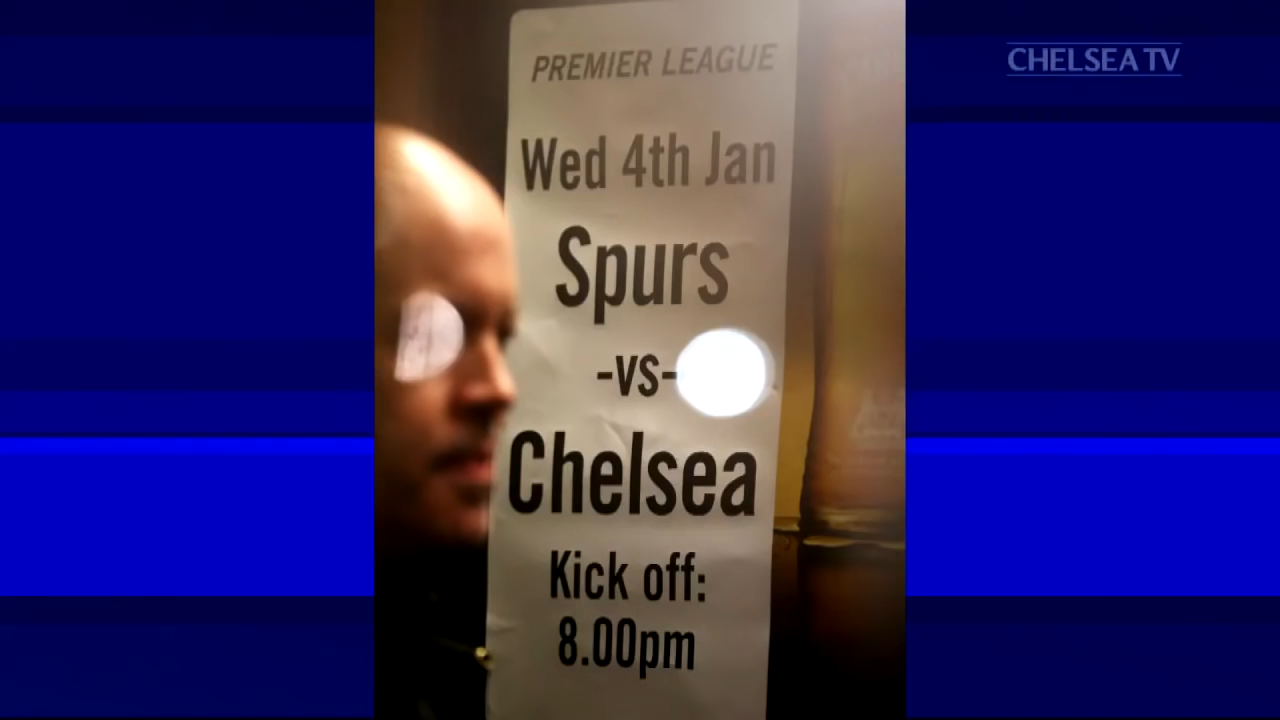 CHELSEA TV
PREMIER LEAGUE
Wed 4th Jan
Spurs
-vs-
Chelsea
Kick off:
8.00pm